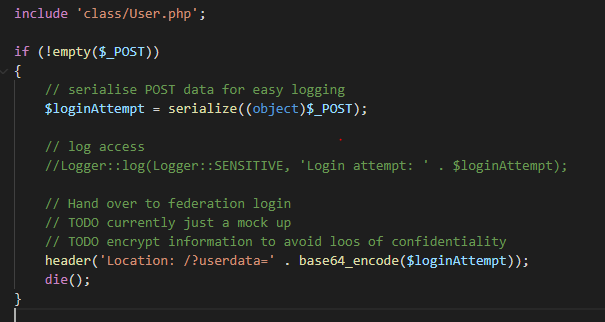 include 'class/User.php';
if (!empty($_POST))
{
// serialise POST data for easy logging
$loginAttempt = serialize((object)$_POST);
// log access
//Logger::log(Logger::SENSITIVE, 'Login attempt: ' . $loginAttempt);
// Hand over to federation login
// TODO currently just a mock up
// TODO encrypt information to avoid loos of confidentiality
header('Location: /?userdata=' . base64_encode($loginAttempt));
die();
}